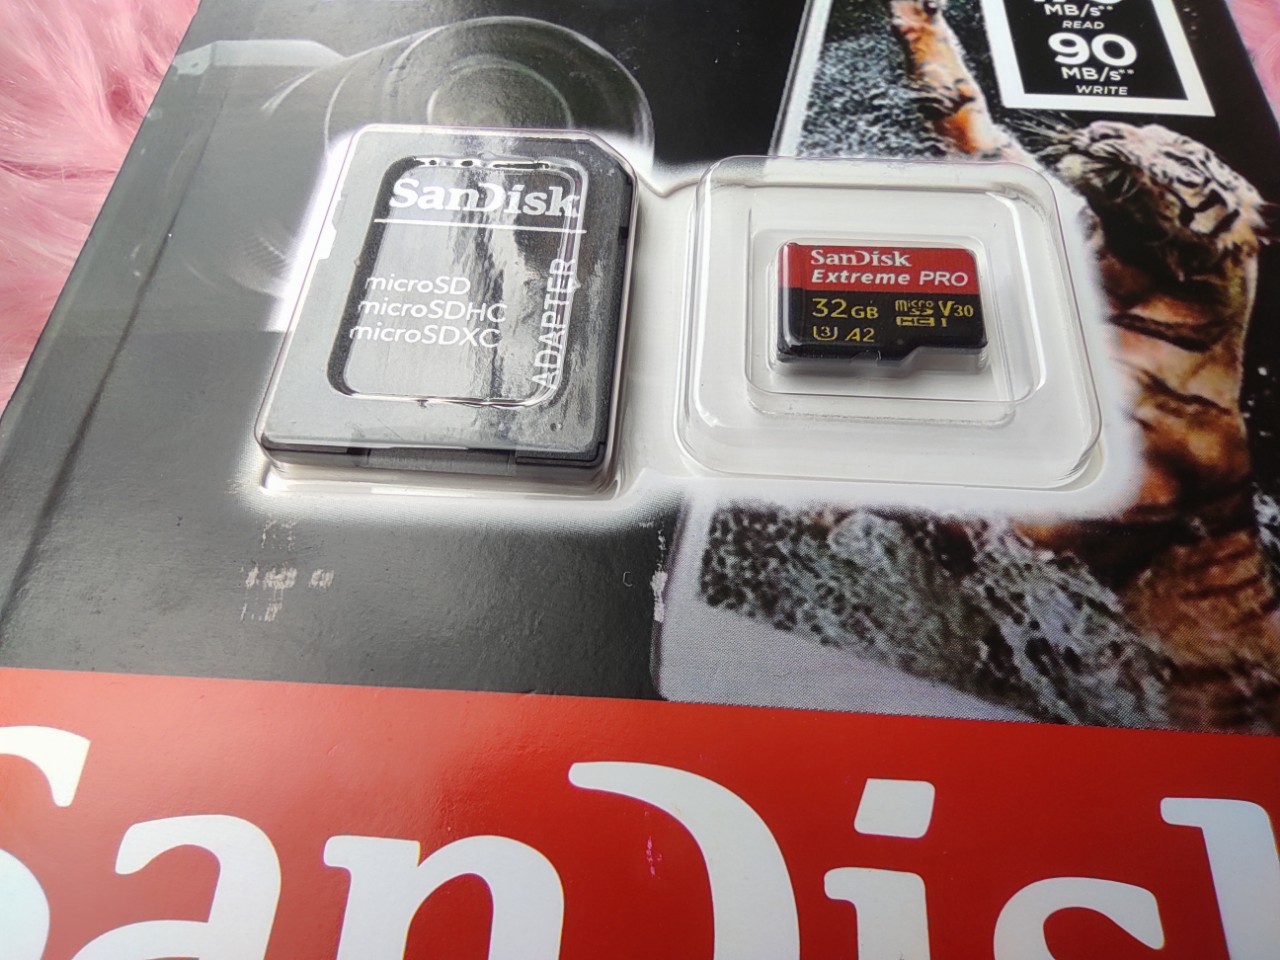 MB/s**
READ
90
MB/s**
WRITE
SanDisk
microSD
microSDHC
microSDXC
ADAPTER
SanDisk
Extreme PRO
32GB
micro
SD
HC I
V30
U3 A2
SanDisk